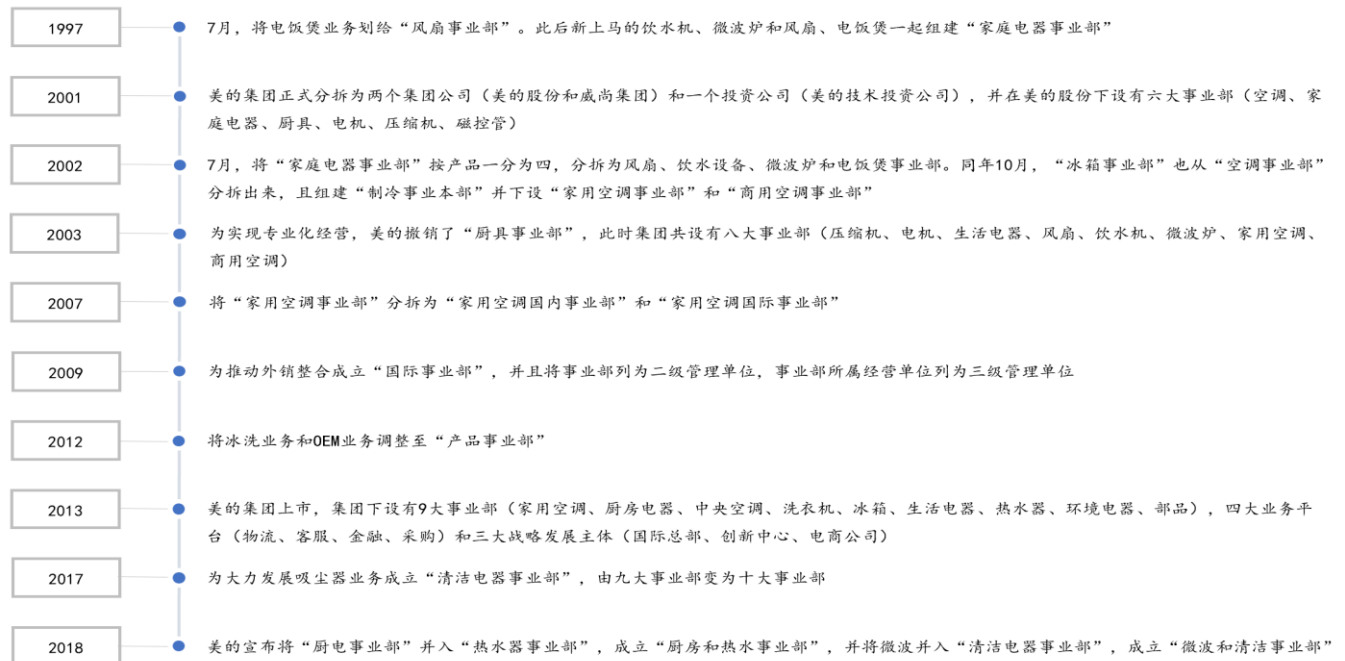 1997
7月，将电饭煲业务划给“风扇事业部”。此后新上马的饮水机、微波炉和风扇、电饭煲一起组建“家庭电器事业部”
2001
美的集团正式分拆为两个集团公司（美的股份和威尚集团）和一个投资公司（美的技术投资公司），并在美的股份下设有六大事业部（空调、家
庭电器、厨具、电机、压缩机、磁控管）
2002
7月，将“家庭电器事业部”按产品一分为四，分拆为风扇、饮水设备、微波炉和电饭煲事业部。同年10月，“冰箱事业部”也从“空调事业部”
分拆出来，且组建“制冷事业本部”并下设“家用空调事业部”和“商用空调事业部”
2003
为实现专业化经营，美的撤销了“厨具事业部”，此时集团共设有八大事业部（压缩机、电机、生活电器、风扇、饮水机、微波炉、家用空调、
商用空调）
2007
将“家用空调事业部”分拆为“家用空调国内事业部”和“家用空调国际事业部”
2009
为推动外销整合成立“国际事业部”，并且将事业部列为二级管理单位，事业部所属经营单位列为三级管理单位
2012
将冰洗业务和OEM业务调整至“产品事业部”
2013
美的集团上市，集团下设有9大事业部（家用空调、厨房电器、中央空调、洗衣机、冰箱、生活电器、热水器、环境电器、部品），四大业务平
台（物流、客服、金融、采购）和三大战略发展主体（国际总部、创新中心、电商公司）
2017
为大力发展吸尘器业务成立“清洁电器事业部”，由九大事业部变为十大事业部
2018
美的宣布将“厨电事业部”并入“热水器事业部”，成立“厨房和热水事业部”，并将微波并入“清洁电器事业部”，成立“微波和清洁事业部”